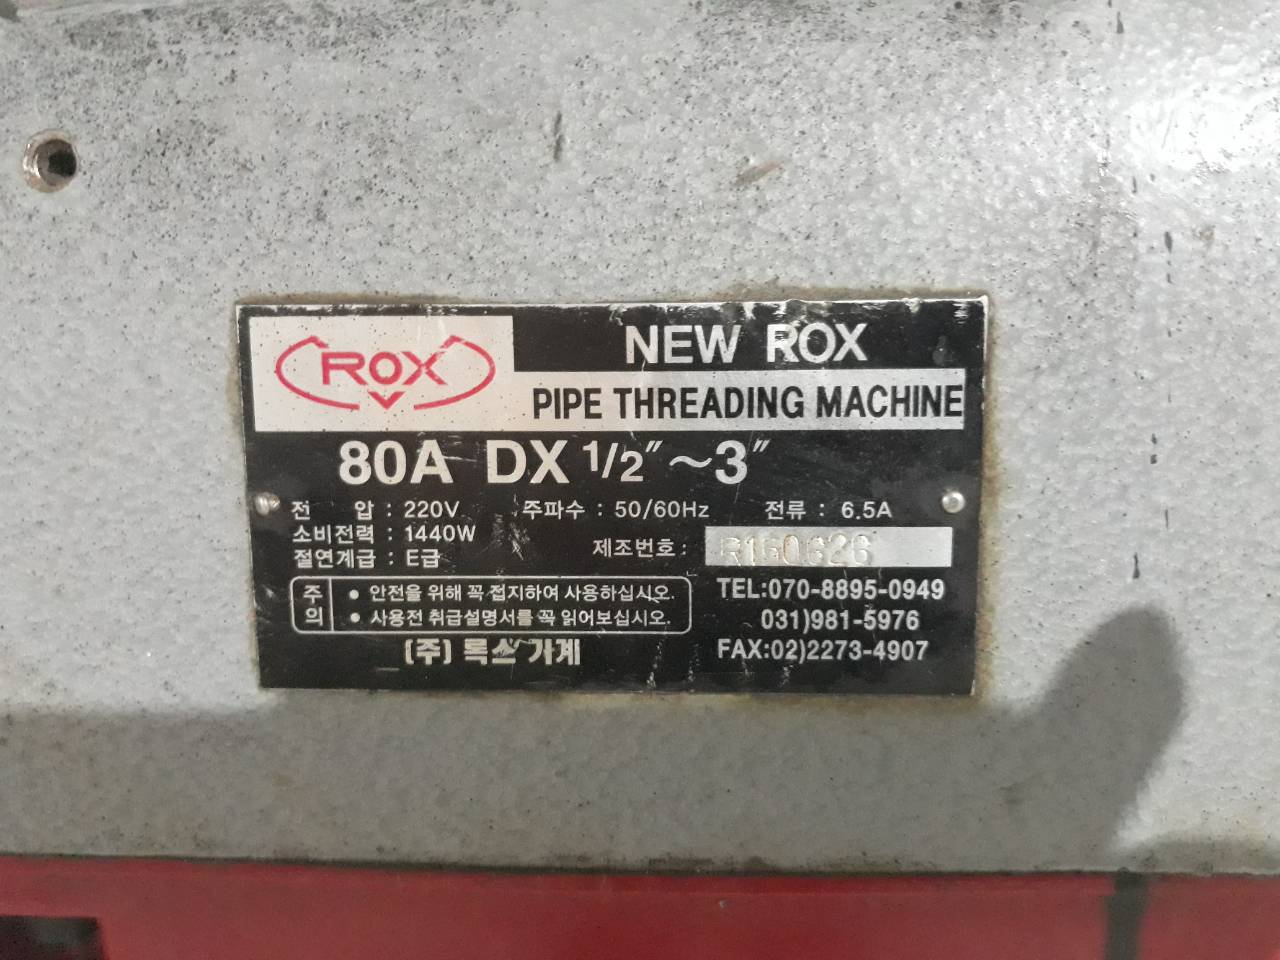 ROX
NEW ROX
PIPE THREADING MACHINE
80A DX 1/2″~3″
전 압 : 220V 주파수 : 50/60Hz 전류 : 6.5A
소비전력 : 1440W
절연계급 : E급 제조번호 : R160626
주의
• 안전을 위해 꼭 접지하여 사용하십시오.
• 사용전 취급설명서를 꼭 읽어보십시오.
(주) 록스 가계
TEL:070-8895-0949
031)981-5976
FAX:02)2273-4907